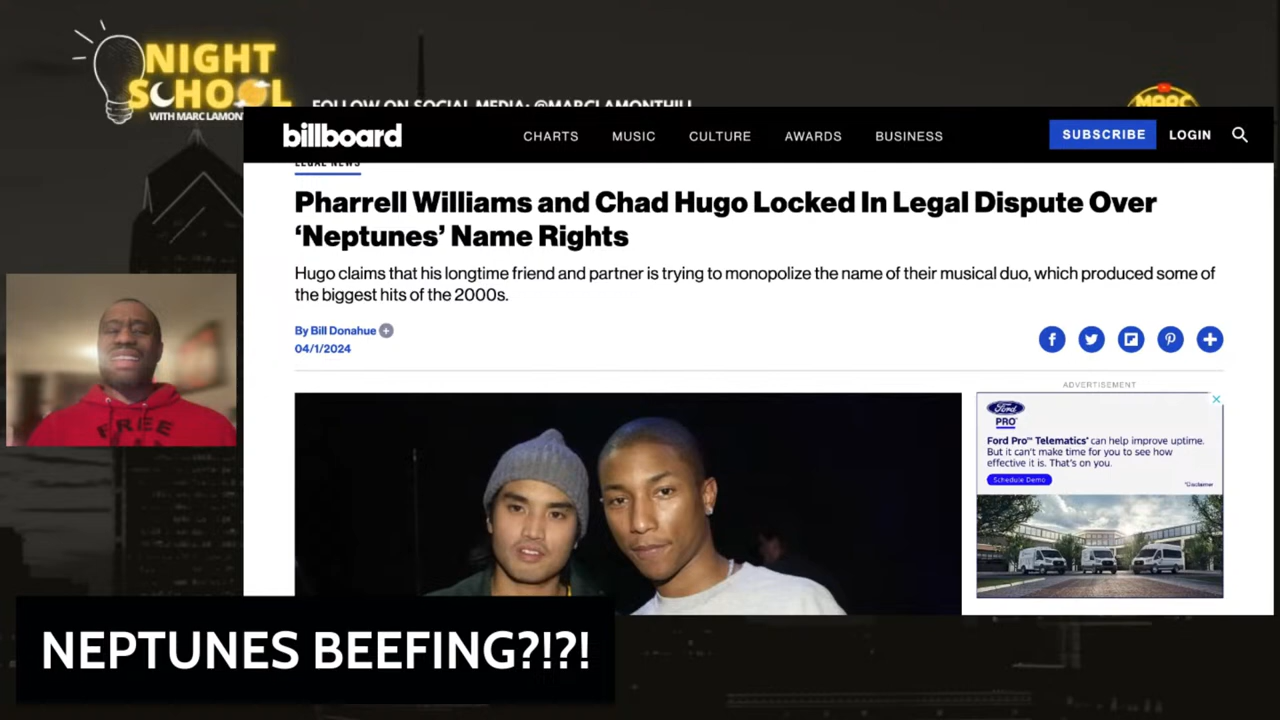 NIGHT
SCHOOL
WITH MARC LAMON
FOLLOW ON SOCIAL MEDIA: @MARCLAMONTHILL
MARC
billboard
CHARTS MUSIC CULTURE AWARDS BUSINESS
SUBSCRIBE LOGIN
LEGAL NEWS
Pharrell Williams and Chad Hugo Locked In Legal Dispute Over
‘Neptunes’ Name Rights
Hugo claims that his longtime friend and partner is trying to monopolize the name of their musical duo, which produced some of
the biggest hits of the 2000s.
By Bill Donahue
04/1/2024
ADVERTISEMENT
Ford
PRO™
Ford Pro™ Telematics* can help improve uptime.
But it can't make time for you to see how
effective it is. That's on you.
Schedule Demo
*Disclaimer
FREE
NEPTUNES BEEFING?!?!